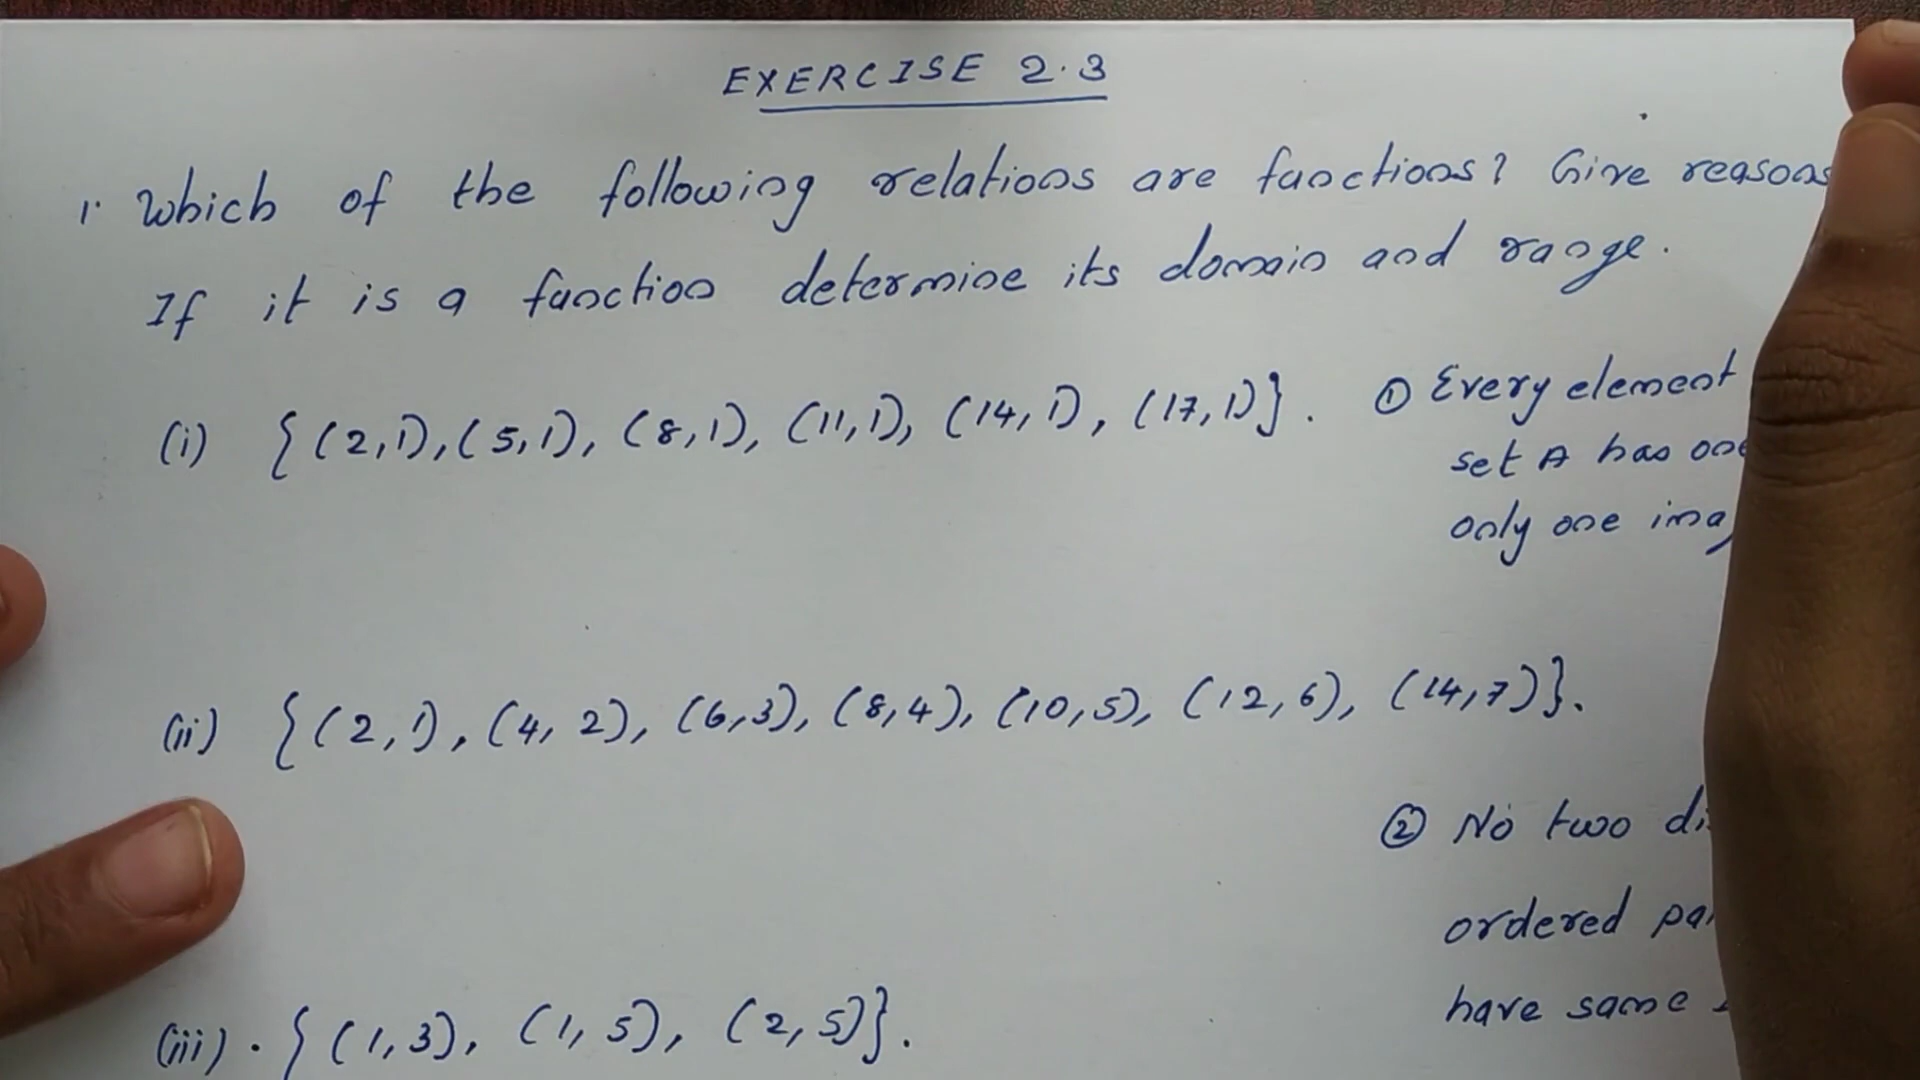 EXERCISE 2.3
1. Which of the following relations are functions? Give reasons
If it is a function determine its domain and range.
(i) {(2,1),(5,1), (8,1), (11,1), (14,1), (17,1)}.
① Every element
set A has one
only one
(ii) {(2,1), (4,2), (6,3), (8,4), (10,5), (12,6), (14,7)}.
② No two
ordered
have same
(iii). {(1,3), (1,5), (2,5)}.